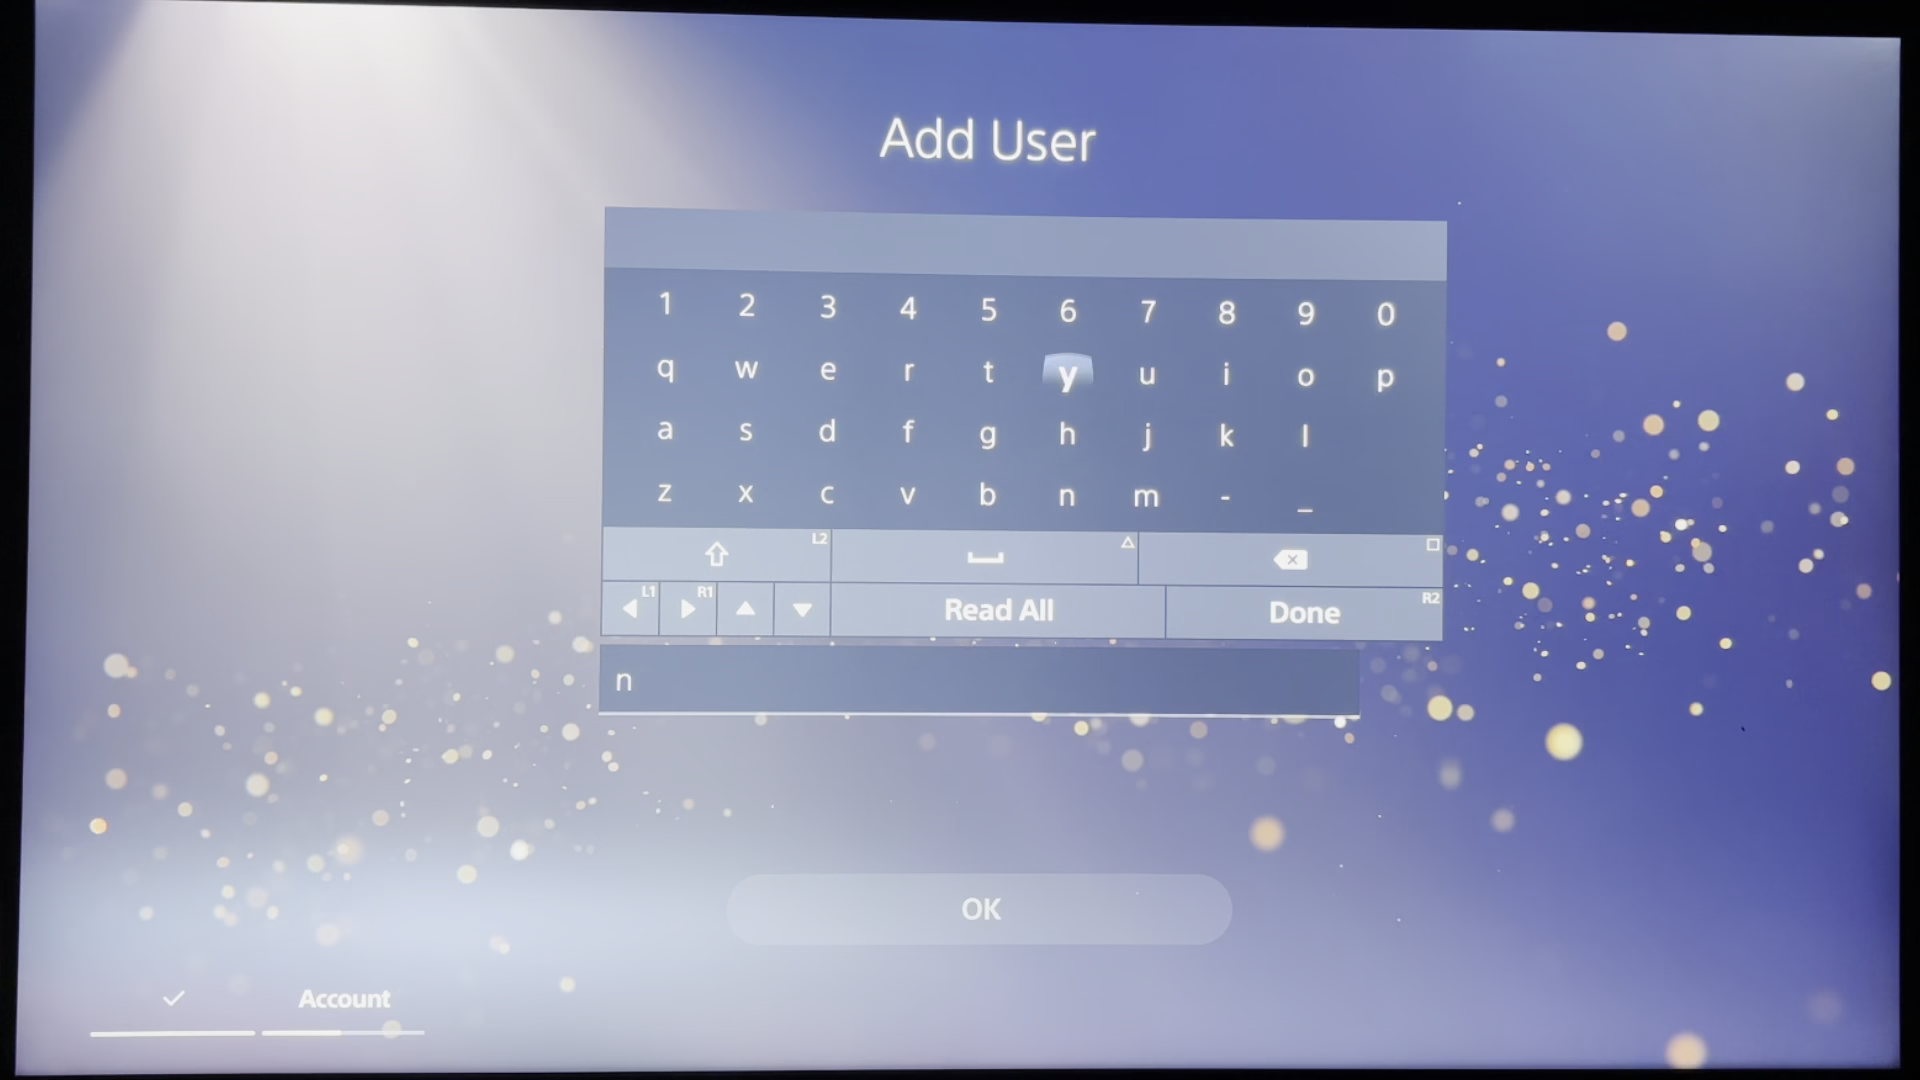 Add User
1 2 3 4 5 6 7 8 9 0
q w e r t y u i o p
a s d f g h j k l
z x c v b n m - _
L2
L1 R1 Read All Done R2
n
OK
Account